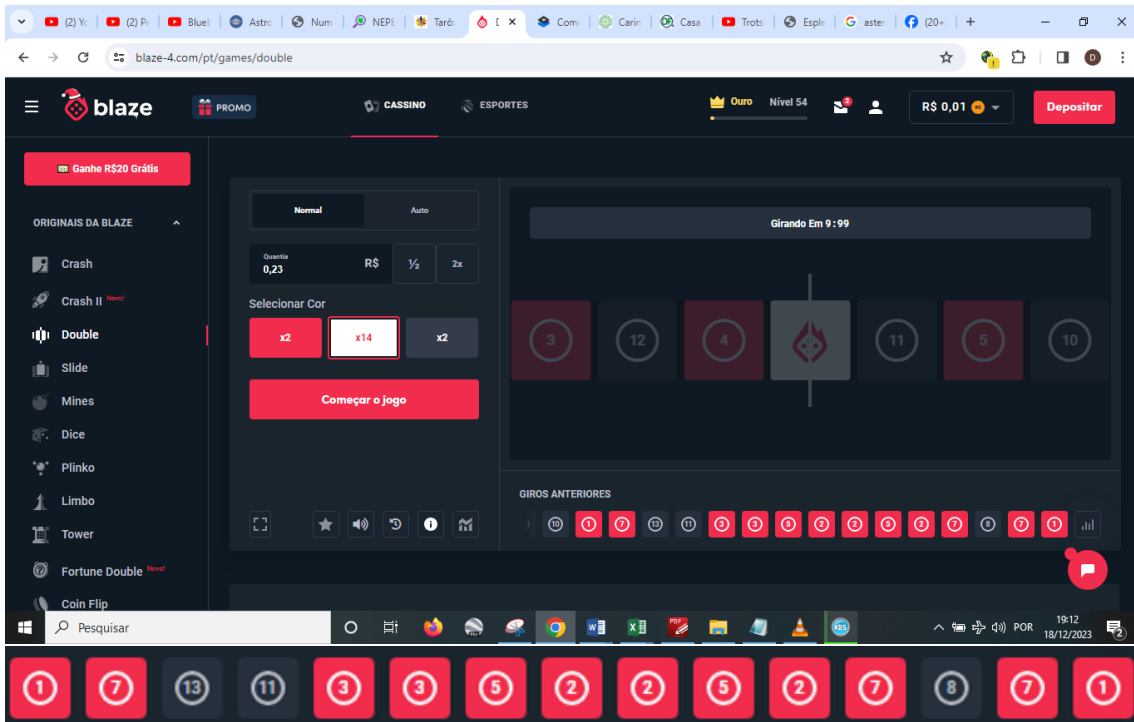 (2) Yc
(2) Pe
Bluel
Astro
Num
NEPE
Taró:
Com
Carin
Casa
Trots
Esple
aster
(20+)
blaze-4.com/pt/games/double
D
blaze
PROMO
CASSINO
ESPORTES
Ouro Nível 54
2
R$ 0,01
Depositar
Ganhe R$20 Grátis
ORIGINAIS DA BLAZE
Crash
Crash II Novo!
Double
Slide
Mines
Dice
Plinko
Limbo
Tower
Fortune Double Novo!
Coin Flip
Normal Auto
Quantia
0,23 R$ ½ 2x
Selecionar Cor
x2 x14 x2
Começar o jogo
Girando Em 9:99
3 12 4 11 5 10
GIROS ANTERIORES
10 1 7 13 11 3 3 5 2 2 5 2 7 8 7 1
Pesquisar
POR
19:12
18/12/2023
2
1 7 13 11 3 3 5 2 2 5 2 7 8 7 1